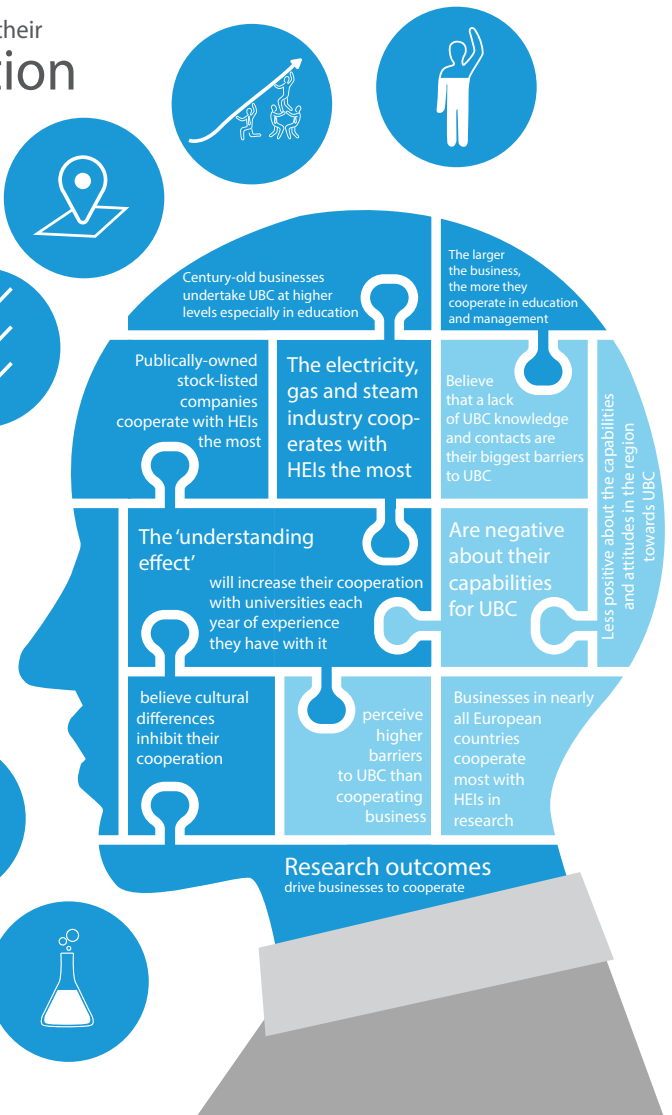 their
tion
Century-old businesses
undertake UBC at higher
levels especially in education
The larger
the business,
the more they
cooperate in education
and management
Publically-owned
stock-listed
companies
cooperate with HEIs
the most
The electricity,
gas and steam
industry coop-
erates with
HEIs the most
Believe
that a lack
of UBC knowledge
and contacts are
their biggest barriers
to UBC
Less positive about the capabilities
and attitudes in the region
towards UBC
The 'understanding
effect'
will increase their cooperation
with universities each
year of experience
they have with it
Are negative
about their
capabilities
for UBC
believe cultural
differences
inhibit their
cooperation
perceive
higher
barriers
to UBC than
cooperating
business
Businesses in nearly
all European
countries
cooperate
most with
HEIs in
research
Research outcomes
drive businesses to cooperate